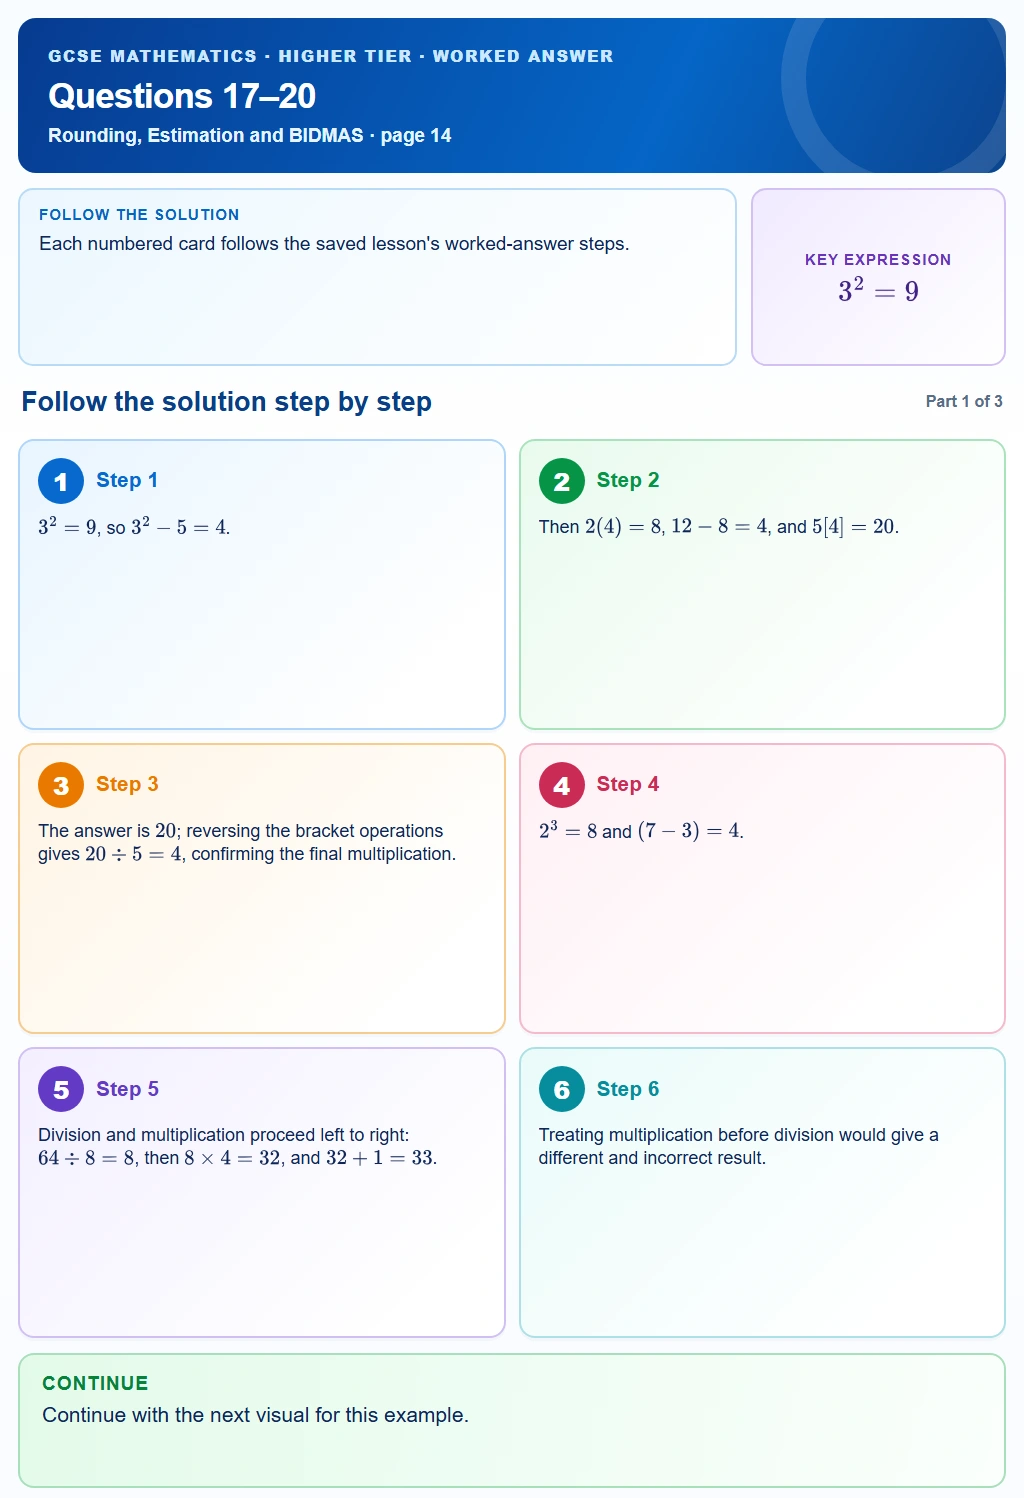 GCSE MATHEMATICS · HIGHER TIER · WORKED ANSWER
Questions 17–20
Rounding, Estimation and BIDMAS · page 14
FOLLOW THE SOLUTION
Each numbered card follows the saved lesson's worked-answer steps.
KEY EXPRESSION
3² = 9
Follow the solution step by step
Part 1 of 3
1 Step 1
3² = 9, so 3² − 5 = 4.
2 Step 2
Then 2(4) = 8, 12 − 8 = 4, and 5[4] = 20.
3 Step 3
The answer is 20; reversing the bracket operations
gives 20 ÷ 5 = 4, confirming the final multiplication.
4 Step 4
2³ = 8 and (7 − 3) = 4.
5 Step 5
Division and multiplication proceed left to right:
64 ÷ 8 = 8, then 8 × 4 = 32, and 32 + 1 = 33.
6 Step 6
Treating multiplication before division would give a
different and incorrect result.
CONTINUE
Continue with the next visual for this example.